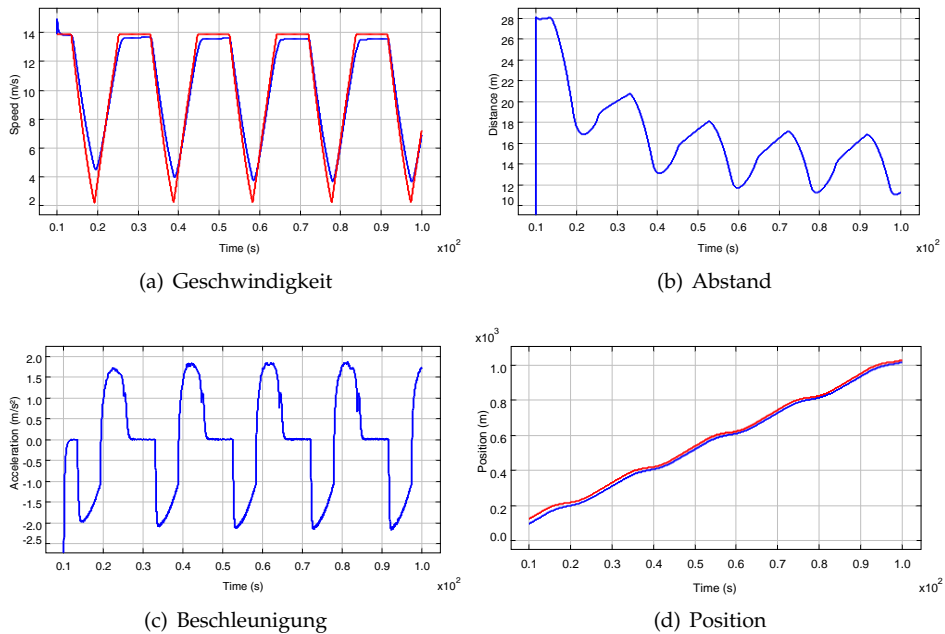 Speed (m/s)
14
12
10
8
6
4
2
0.1 0.2 0.3 0.4 0.5 0.6 0.7 0.8 0.9 1.0
Time (s)
x10²
(a) Geschwindigkeit
Distance (m)
28
26
24
22
20
18
16
14
12
10
0.1 0.2 0.3 0.4 0.5 0.6 0.7 0.8 0.9 1.0
Time (s)
x10²
(b) Abstand
Acceleration (m/s²)
2.0
1.5
1.0
0.5
0.0
-0.5
-1.0
-1.5
-2.0
-2.5
0.1 0.2 0.3 0.4 0.5 0.6 0.7 0.8 0.9 1.0
Time (s)
x10²
(c) Beschleunigung
x10³
Position (m)
1.0
0.8
0.6
0.4
0.2
0.0
0.1 0.2 0.3 0.4 0.5 0.6 0.7 0.8 0.9 1.0
Time (s)
x10²
(d) Position